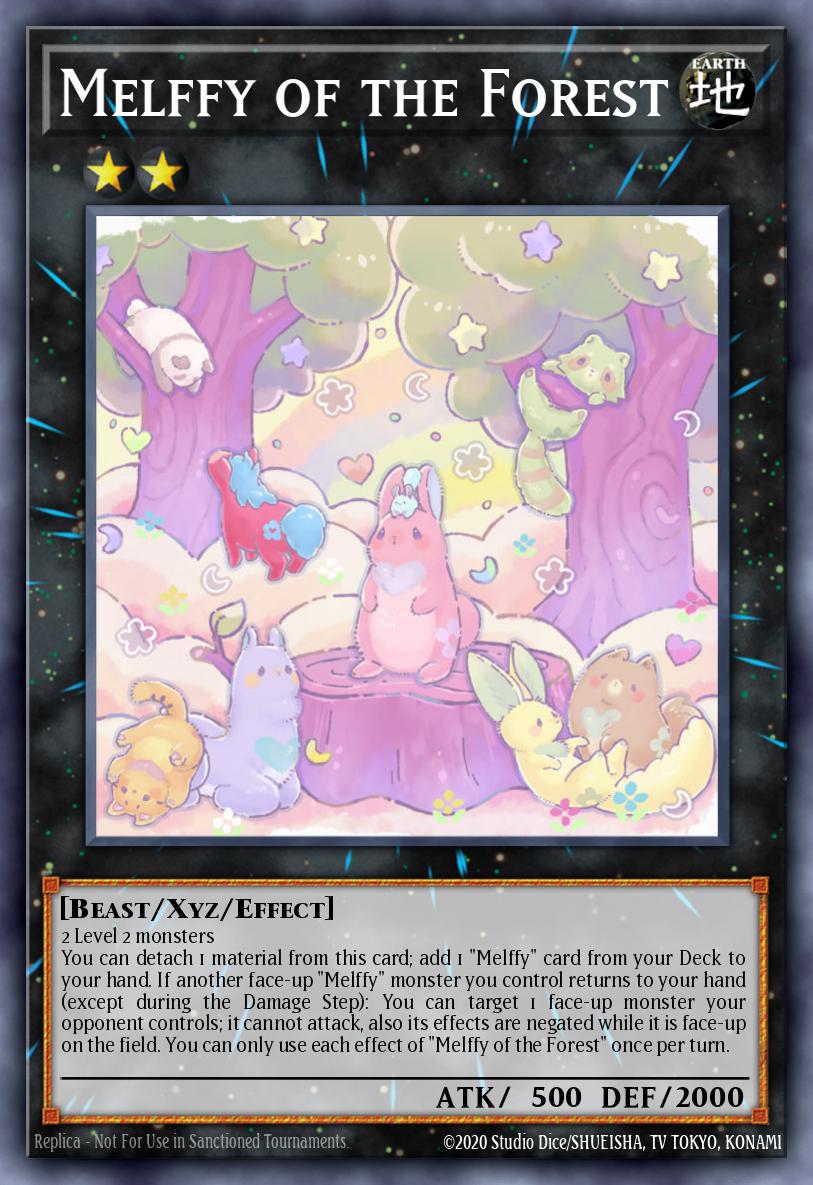 MELFFY OF THE FOREST
EARTH
地
[BEAST/XYZ/EFFECT]
2 Level 2 monsters
You can detach 1 material from this card; add 1 "Melffy" card from your Deck to
your hand. If another face-up "Melffy" monster you control returns to your hand
(except during the Damage Step): You can target 1 face-up monster your
opponent controls; it cannot attack, also its effects are negated while it is face-up
on the field. You can only use each effect of "Melffy of the Forest" once per turn.
ATK/ 500 DEF/2000
Replica - Not For Use in Sanctioned Tournaments.
©2020 Studio Dice/SHUEISHA, TV TOKYO, KONAMI